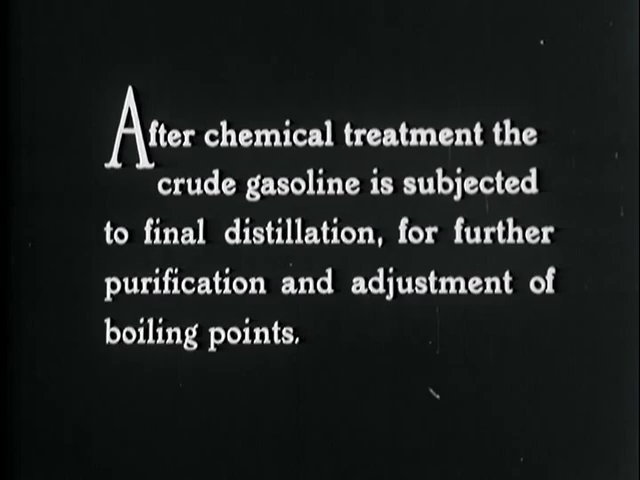 After chemical treatment the
crude gasoline is subjected
to final distillation, for further
purification and adjustment of
boiling points.